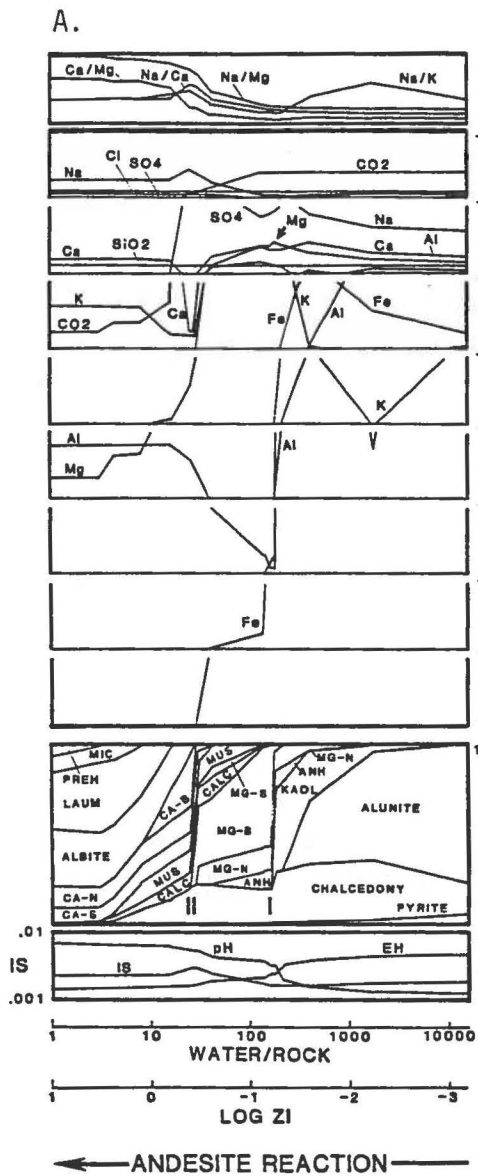 A.
Ca/Mg
Na/Ca
Na/Mg
Na/K
Cl
SO4
CO2
Na
SO4
Mg
Na
Ca
SiO2
Ca
Al
K
Ca
Fe
K
Al
Fe
CO2
K
Al
Mg
Al
V
Fe
MIC
PREH
LAUM
ALBITE
CA-N
CA-S
CA-S
MUS
CALC
MUS
CALC
MG-S
MG-S
MG-N
ANH
II
I
MG-N
ANH
KAOL
ALUNITE
CHALCEDONY
PYRITE
.01
IS
.001
IS
pH
EH
1 10 100 1000 10000
WATER/ROCK
1 0 -1 -2 -3
LOG ZI
ANDESITE REACTION